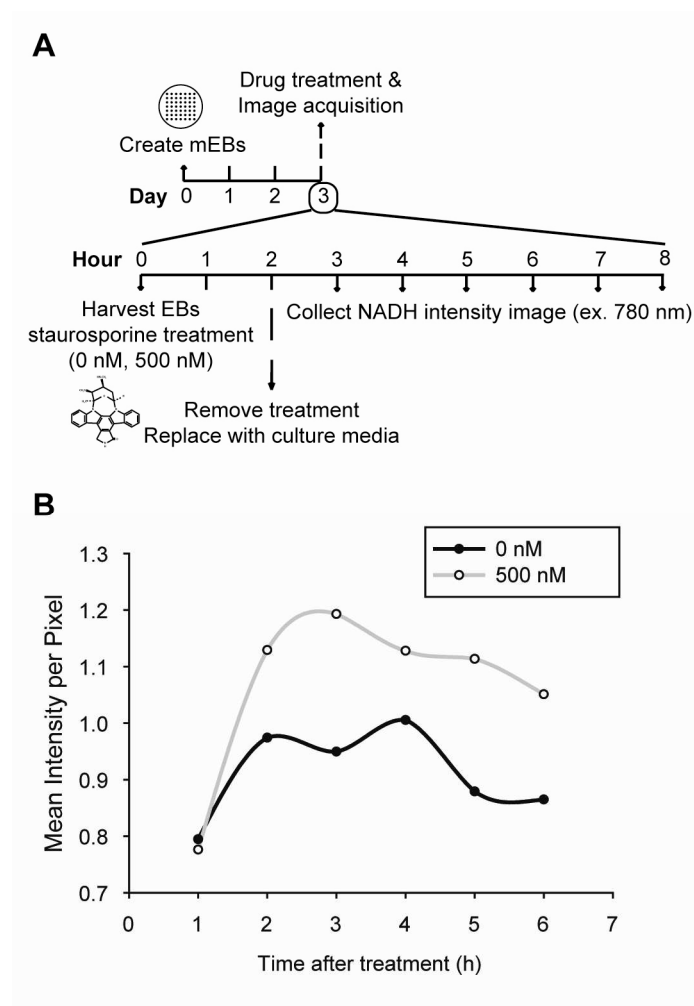 A
Drug treatment &
Image acquisition
Create mEBs
Day 0 1 2 3
Hour 0 1 2 3 4 5 6 7 8
Harvest EBs
staurosporine treatment
(0 nM, 500 nM)
Collect NADH intensity image (ex. 780 nm)
Remove treatment
Replace with culture media
B
0 nM
500 nM
Mean Intensity per Pixel
1.3
1.2
1.1
1.0
0.9
0.8
0.7
0 1 2 3 4 5 6 7
Time after treatment (h)